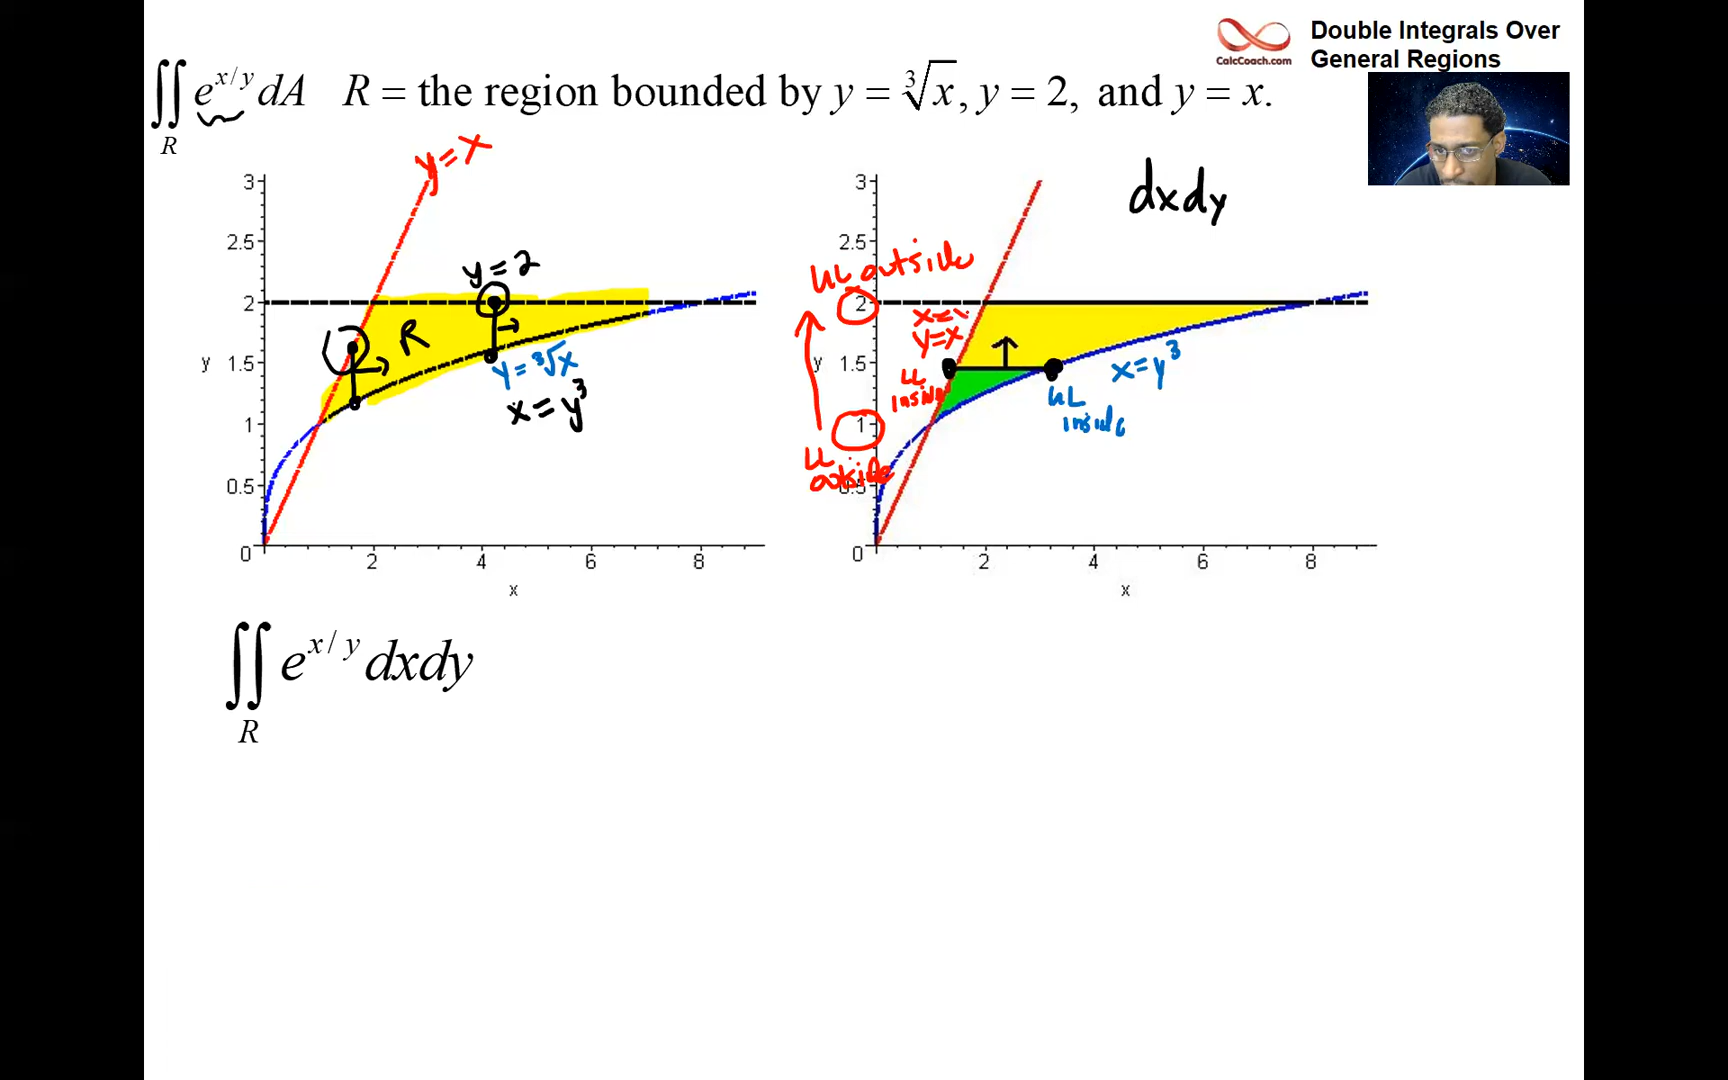 Double Integrals Over
General Regions
CalcCoach.com
∬_R e^{x/y} dA   R = the region bounded by y = ∛x, y = 2, and y = x.
y=x
3
2.5
2
1.5
1
0.5
0
2
4
6
8
x
y
y=2
R
y=∛x
x=y³
dxdy
3
2.5
2
1.5
1
0.5
0
2
4
6
8
x
y
UL outside
y=x
LL
inside
x=y³
UL
inside
LL
outside
∬_R e^{x/y} dxdy